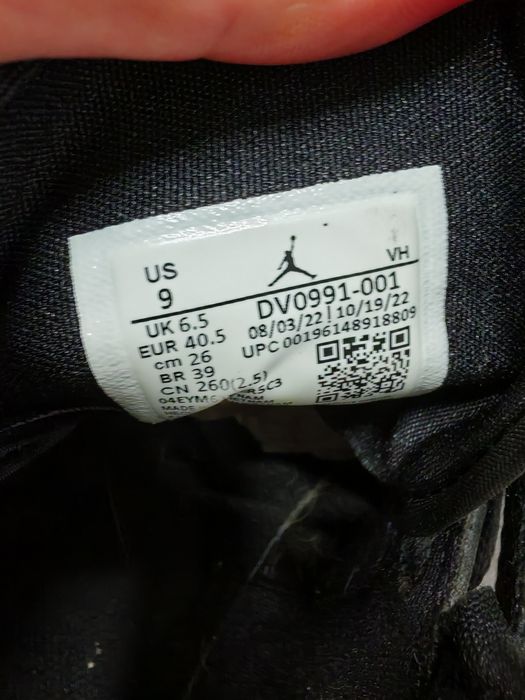 US
9
VH
DV0991-001
UK 6.5
08/03/22 | 10/19/22
EUR 40.5
UPC 00196148918809
cm 26
BR 39
CN 260(2.5)
MADE